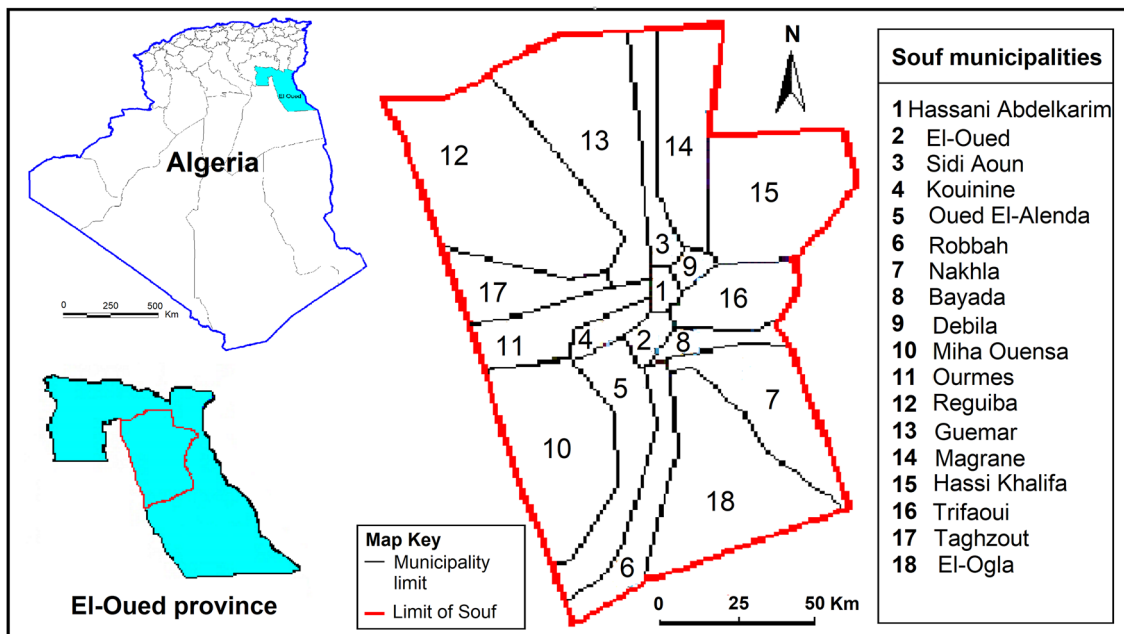 El-Oued
Algeria
0 250 500
Km
El-Oued province
N
12
13
14
15
3
9
17
1
16
11
4
2
8
5
7
10
18
6
Map Key
Municipality
limit
Limit of Souf
0 25 50 Km
Souf municipalities
1 Hassani Abdelkarim
2 El-Oued
3 Sidi Aoun
4 Kouinine
5 Oued El-Alenda
6 Robbah
7 Nakhla
8 Bayada
9 Debila
10 Miha Ouensa
11 Ourmes
12 Reguiba
13 Guemar
14 Magrane
15 Hassi Khalifa
16 Trifaoui
17 Taghzout
18 El-Ogla